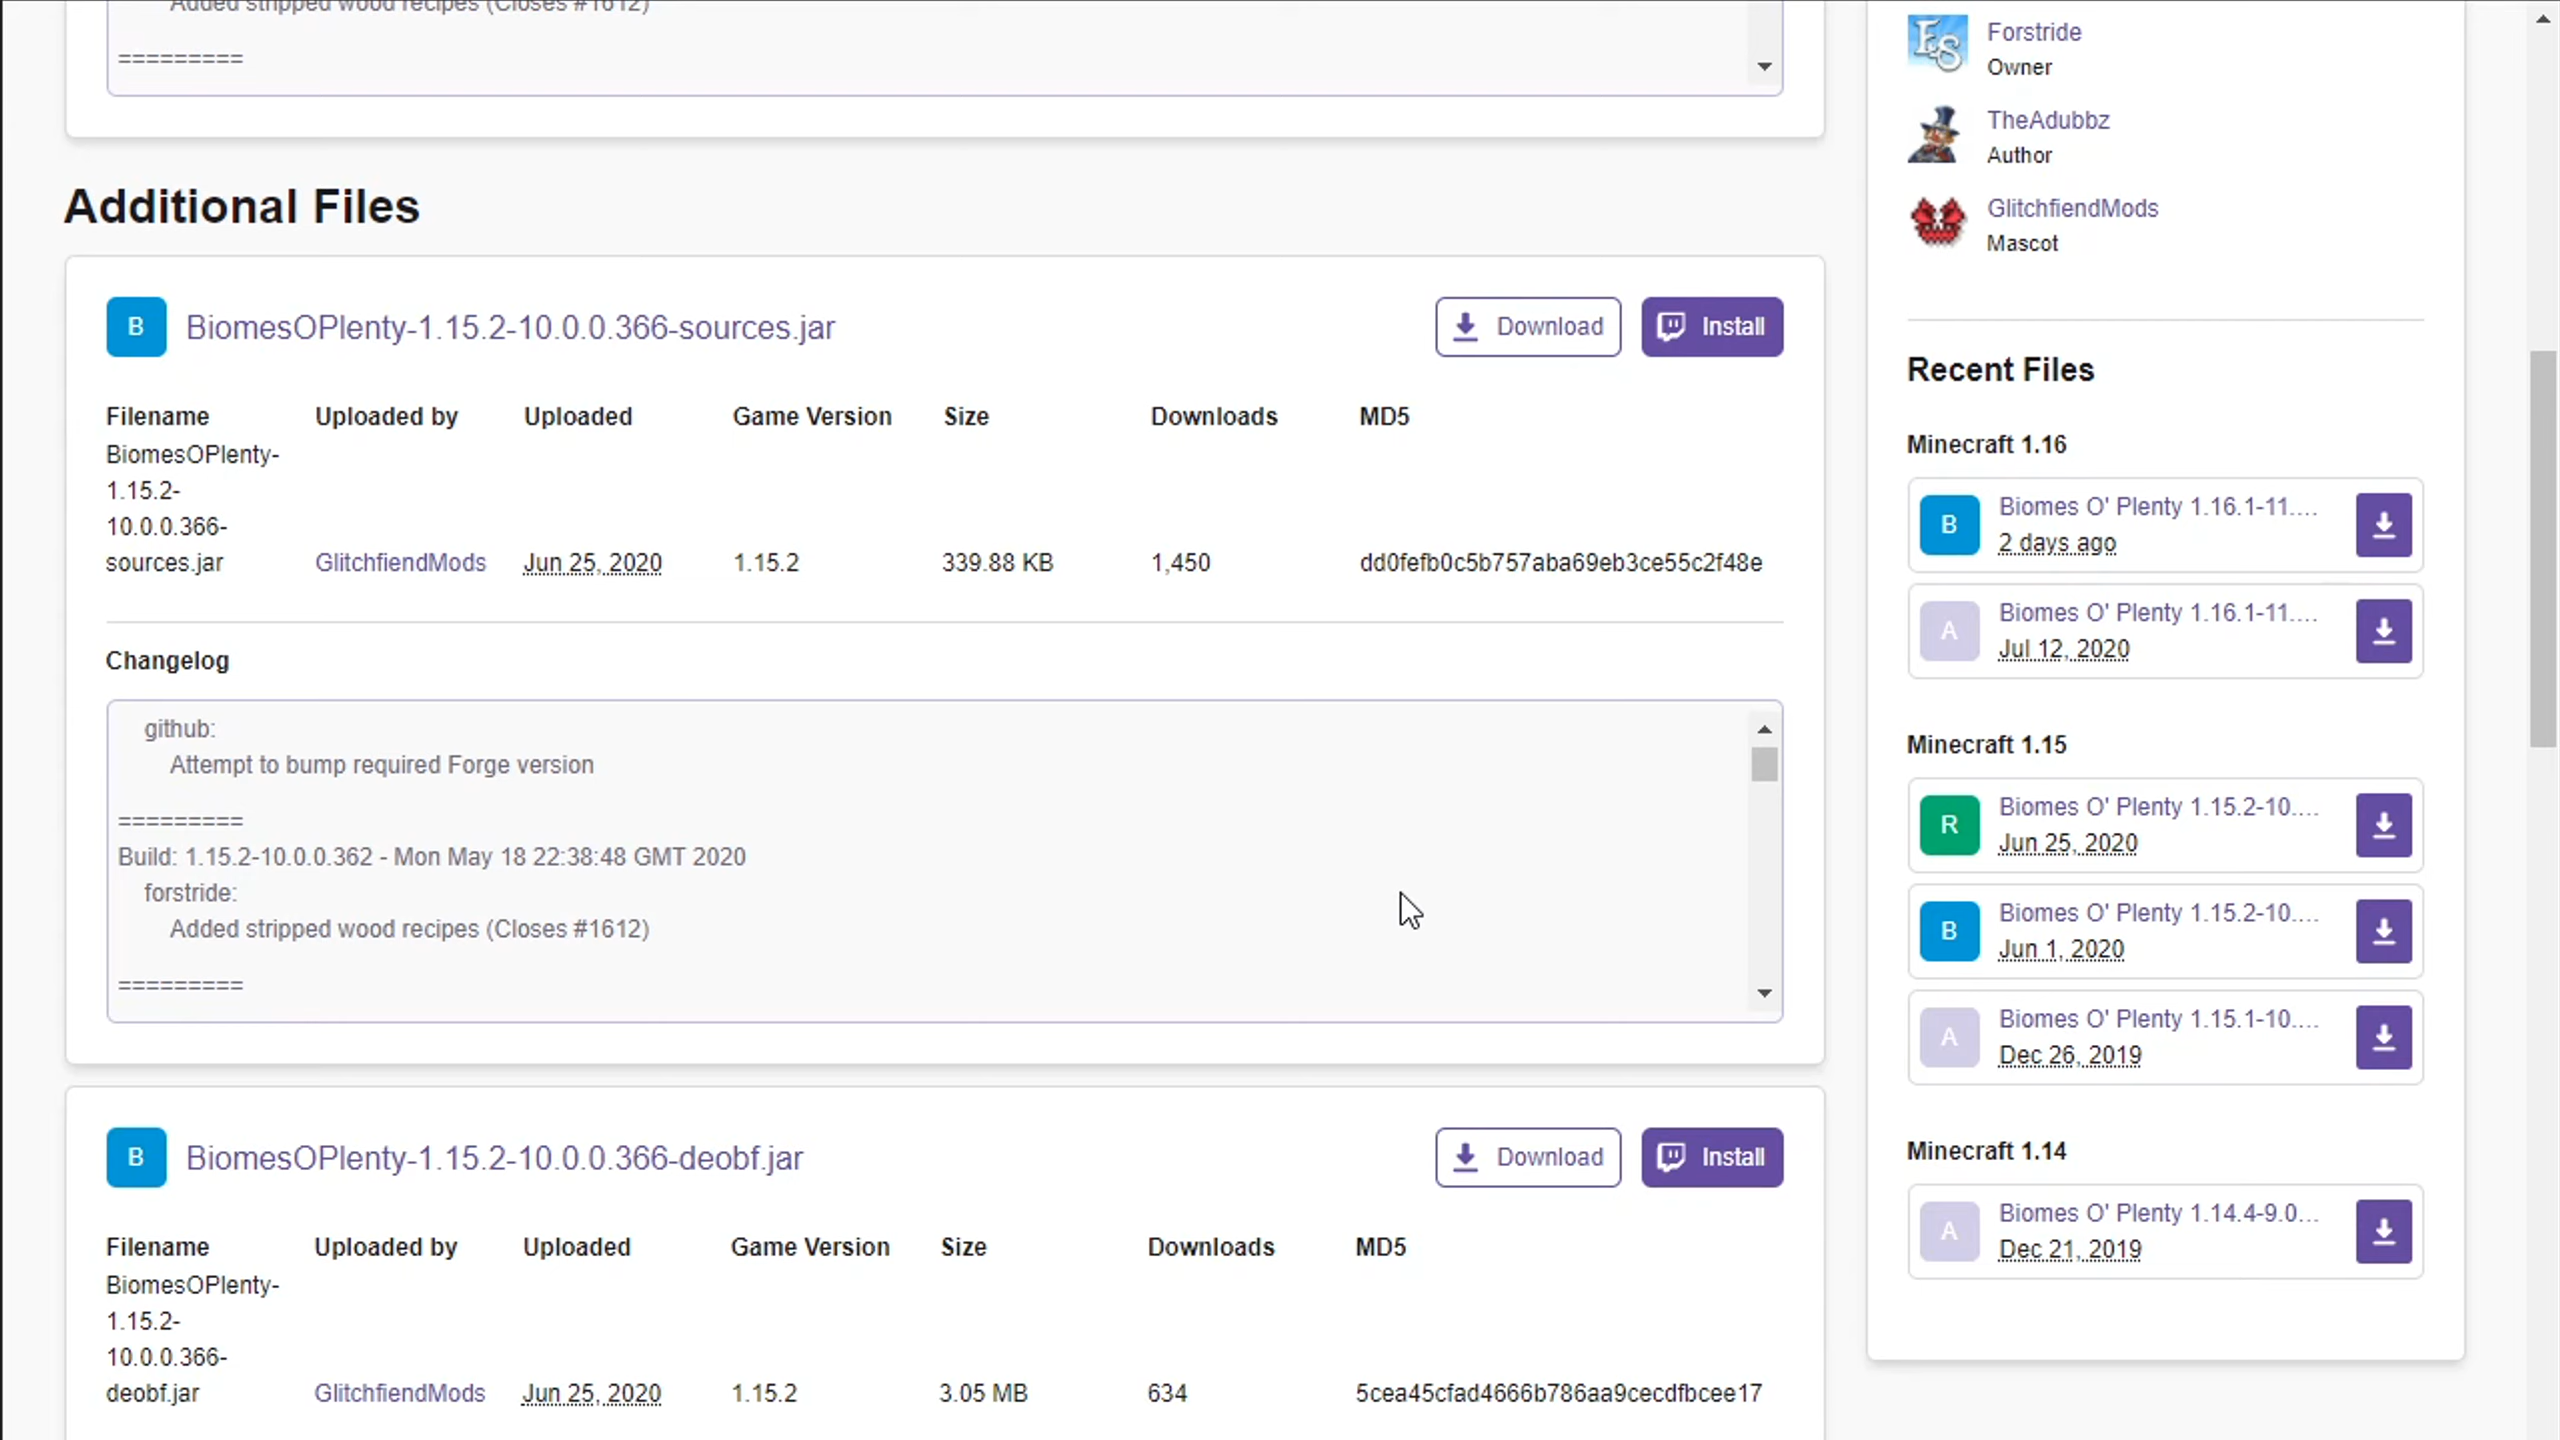 Added stripped wood recipes (Closes #1612)
=========
Additional Files
B BiomesOPlenty-1.15.2-10.0.0.366-sources.jar Download Install
Filename Uploaded by Uploaded Game Version Size Downloads MD5
BiomesOPlenty-
1.15.2-
10.0.0.366-
sources.jar GlitchfiendMods Jun 25, 2020 1.15.2 339.88 KB 1,450 dd0fefb0c5b757aba69eb3ce55c2f48e
Changelog
github:
Attempt to bump required Forge version
=========
Build: 1.15.2-10.0.0.362 - Mon May 18 22:38:48 GMT 2020
forstride:
Added stripped wood recipes (Closes #1612)
=========
B BiomesOPlenty-1.15.2-10.0.0.366-deobf.jar Download Install
Filename Uploaded by Uploaded Game Version Size Downloads MD5
BiomesOPlenty-
1.15.2-
10.0.0.366-
deobf.jar GlitchfiendMods Jun 25, 2020 1.15.2 3.05 MB 634 5cea45cfad4666b786aa9cecdfbcee17
FS Forstride
Owner
TheAdubbz
Author
GlitchfiendMods
Mascot
Recent Files
Minecraft 1.16
B Biomes O' Plenty 1.16.1-11....
2 days ago
A Biomes O' Plenty 1.16.1-11....
Jul 12, 2020
Minecraft 1.15
R Biomes O' Plenty 1.15.2-10....
Jun 25, 2020
B Biomes O' Plenty 1.15.2-10....
Jun 1, 2020
A Biomes O' Plenty 1.15.1-10....
Dec 26, 2019
Minecraft 1.14
A Biomes O' Plenty 1.14.4-9.0...
Dec 21, 2019